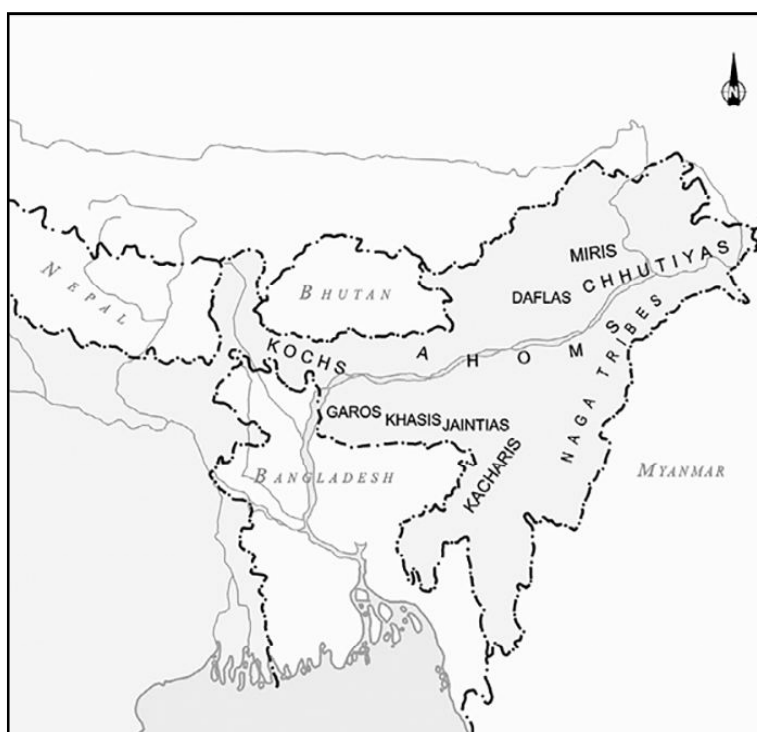 N
MIRIS
CHHUTIYAS
DAFLAS
NEPAL
BHUTAN
KOCHS
AHOMS
NAGA TRIBES
GAROS
KHASIS
JAINTIAS
KACHARIS
BANGLADESH
MYANMAR